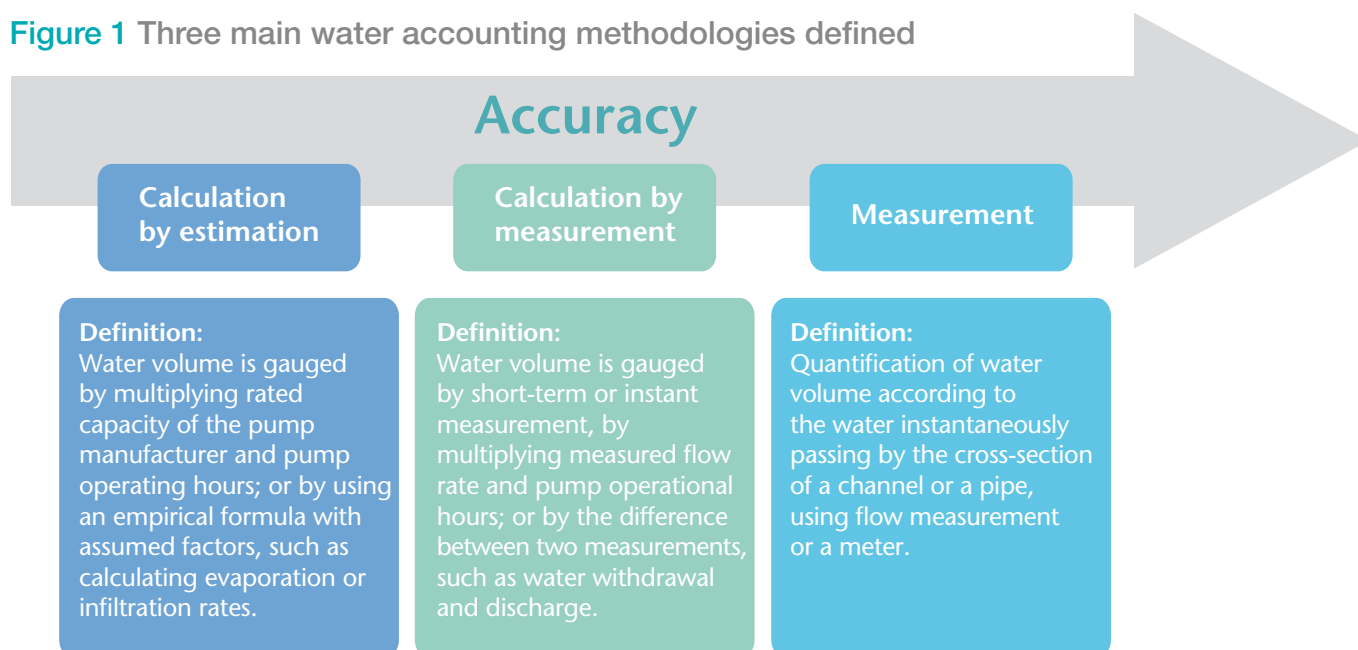 Figure 1 Three main water accounting methodologies defined
Accuracy
Calculation
by estimation
Calculation by
measurement
Measurement
Definition:
Water volume is gauged
by multiplying rated
capacity of the pump
manufacturer and pump
operating hours; or by using
an empirical formula with
assumed factors, such as
calculating evaporation or
infiltration rates.
Definition:
Water volume is gauged
by short-term or instant
measurement, by
multiplying measured flow
rate and pump operational
hours; or by the difference
between two measurements,
such as water withdrawal
and discharge.
Definition:
Quantification of water
volume according to
the water instantaneously
passing by the cross-section
of a channel or a pipe,
using flow measurement
or a meter.